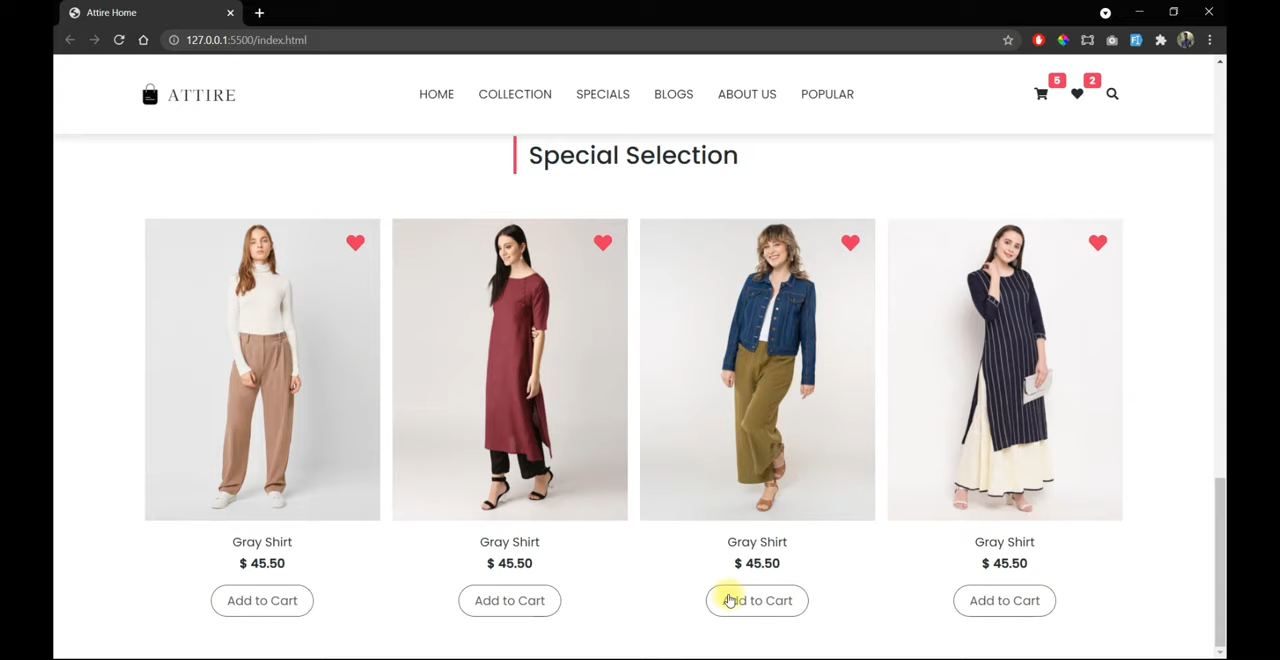 Attire Home
127.0.0.1:5500/index.html
ATTIRE
HOME COLLECTION SPECIALS BLOGS ABOUT US POPULAR
5 2
Special Selection
Gray Shirt Gray Shirt Gray Shirt Gray Shirt
$ 45.50 $ 45.50 $ 45.50 $ 45.50
Add to Cart Add to Cart Add to Cart Add to Cart